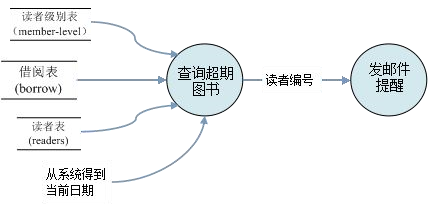 读者级别表
（member-level）
借阅表
(borrow)
读者表
(readers)
从系统得到
当前日期
查询超期
图书
读者编号
发邮件
提醒